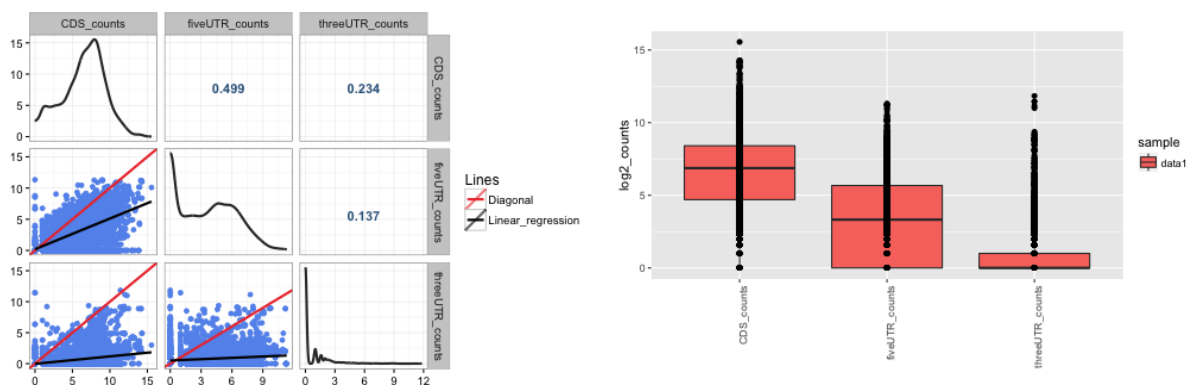 CDS_counts fiveUTR_counts threeUTR_counts
15
10
5
0
0.499 0.234
CDS_counts
15
10
5
0
0.137
fiveUTR_counts
15
10
5
0
threeUTR_counts
0 5 10 15 0 3 6 9 0 3 6 9 12
Lines
Diagonal
Linear_regression
log2_counts
15
10
5
0
CDS_counts
fiveUTR_counts
threeUTR_counts
sample
data1